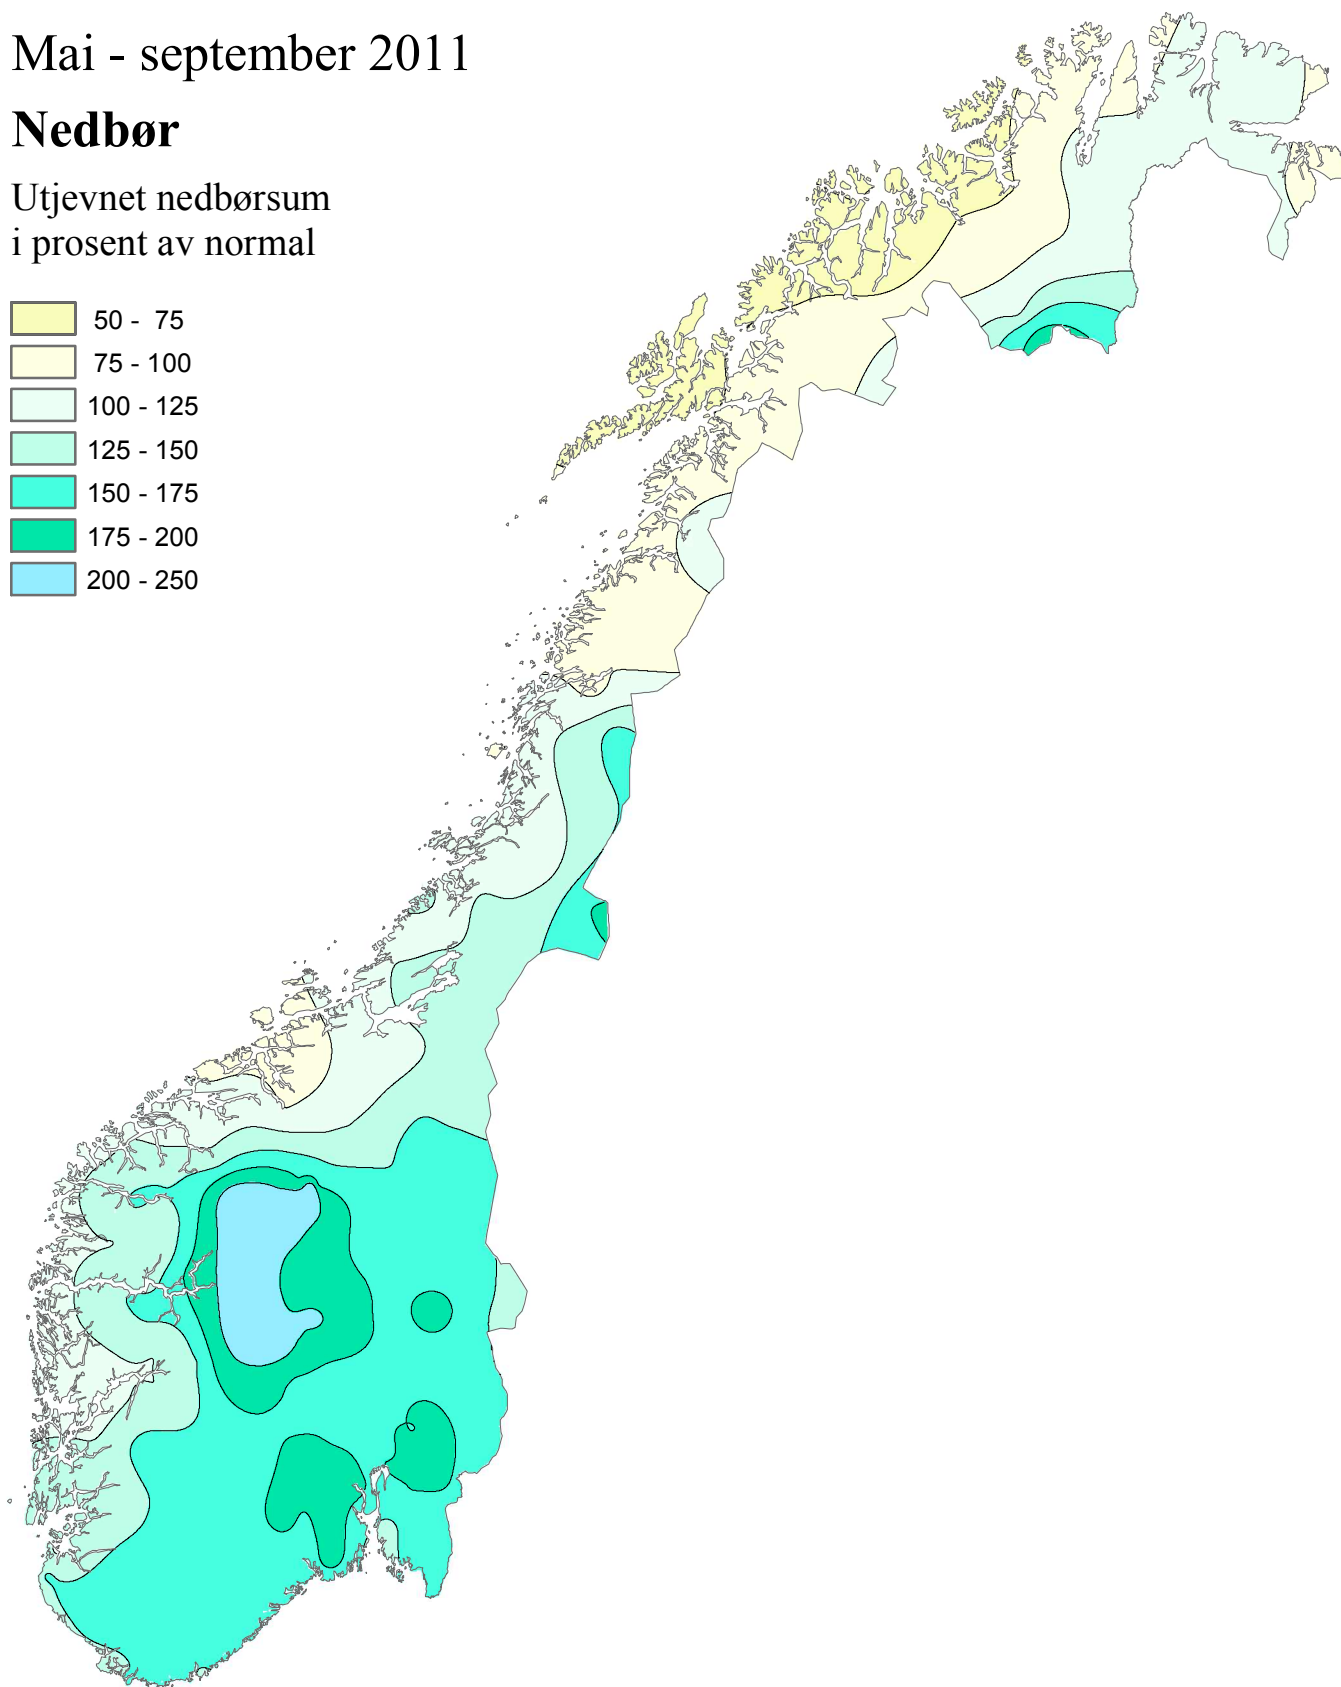 Mai - september 2011
Nedbør
Utjevnet nedbørsum
i prosent av normal
50 - 75
75 - 100
100 - 125
125 - 150
150 - 175
175 - 200
200 - 250